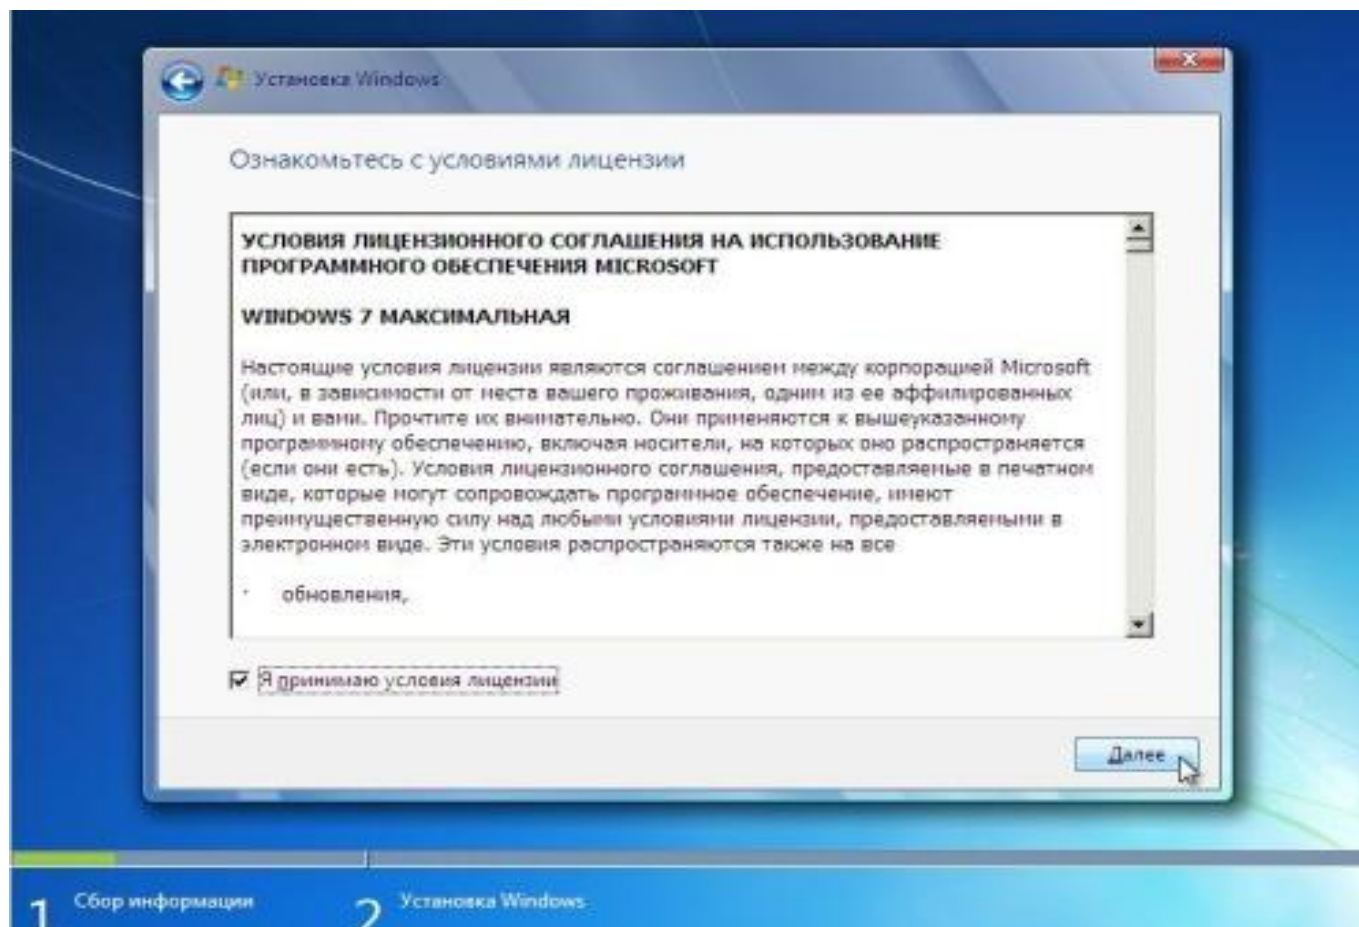 Установка Windows
Ознакомьтесь с условиями лицензии
УСЛОВИЯ ЛИЦЕНЗИОННОГО СОГЛАШЕНИЯ НА ИСПОЛЬЗОВАНИЕ
ПРОГРАММНОГО ОБЕСПЕЧЕНИЯ MICROSOFT
WINDOWS 7 МАКСИМАЛЬНАЯ
Настоящие условия лицензии являются соглашением между корпорацией Microsoft
(или, в зависимости от места вашего проживания, одним из ее аффилированных
лиц) и вами. Прочтите их внимательно. Они применяются к вышеуказанному
программному обеспечению, включая носители, на которых оно распространяется
(если они есть). Условия лицензионного соглашения, предоставляемые в печатном
виде, которые могут сопровождать программное обеспечение, имеют
преимущественную силу над любыми условиями лицензии, предоставляемыми в
электронном виде. Эти условия распространяются также на все
· обновления,
Я принимаю условия лицензии
Далее
1 Сбор информации
2 Установка Windows